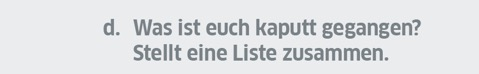 d. Was ist euch kaputt gegangen?
Stellt eine Liste zusammen.